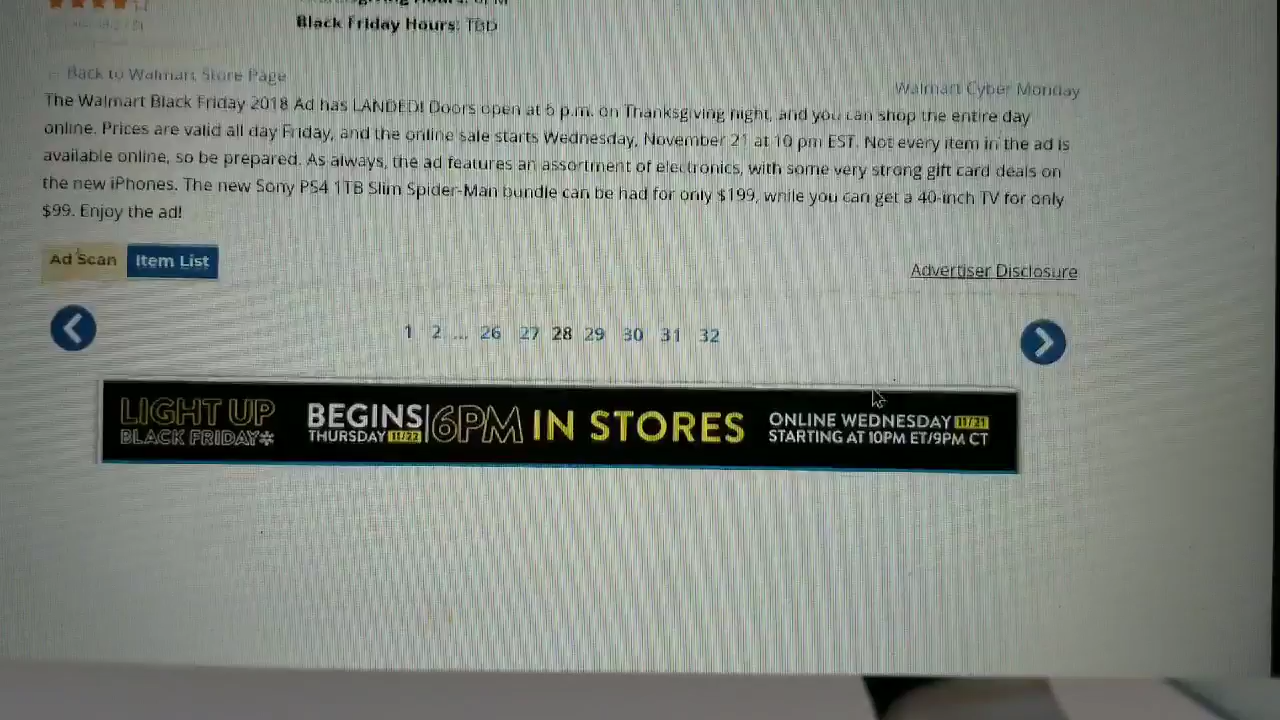 Black Friday Hours: TBD
Back to Walmart Store Page
Walmart Cyber Monday
The Walmart Black Friday 2018 Ad has LANDED! Doors open at 6 p.m. on Thanksgiving night, and you can shop the entire day
online. Prices are valid all day Friday, and the online sale starts Wednesday, November 21 at 10 pm EST. Not every item in the ad is
available online, so be prepared. As always, the ad features an assortment of electronics, with some very strong gift card deals on
the new iPhones. The new Sony PS4 1TB Slim Spider-Man bundle can be had for only $199, while you can get a 40-inch TV for only
$99. Enjoy the ad!
Ad Scan Item List
Advertiser Disclosure
1 2 ... 26 27 28 29 30 31 32
LIGHT UP
BLACK FRIDAY
BEGINS
THURSDAY 11/22
6PM IN STORES
ONLINE WEDNESDAY 11/21
STARTING AT 10PM ET/9PM CT